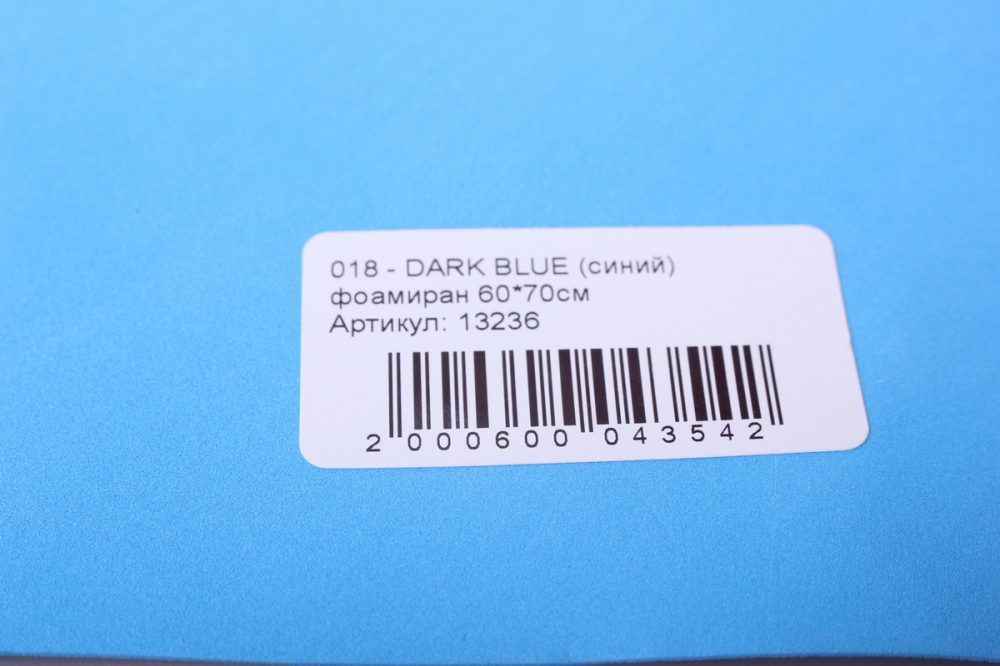 018 - DARK BLUE (синий)
фоамиран 60*70см
Артикул: 13236
2 000600 043542